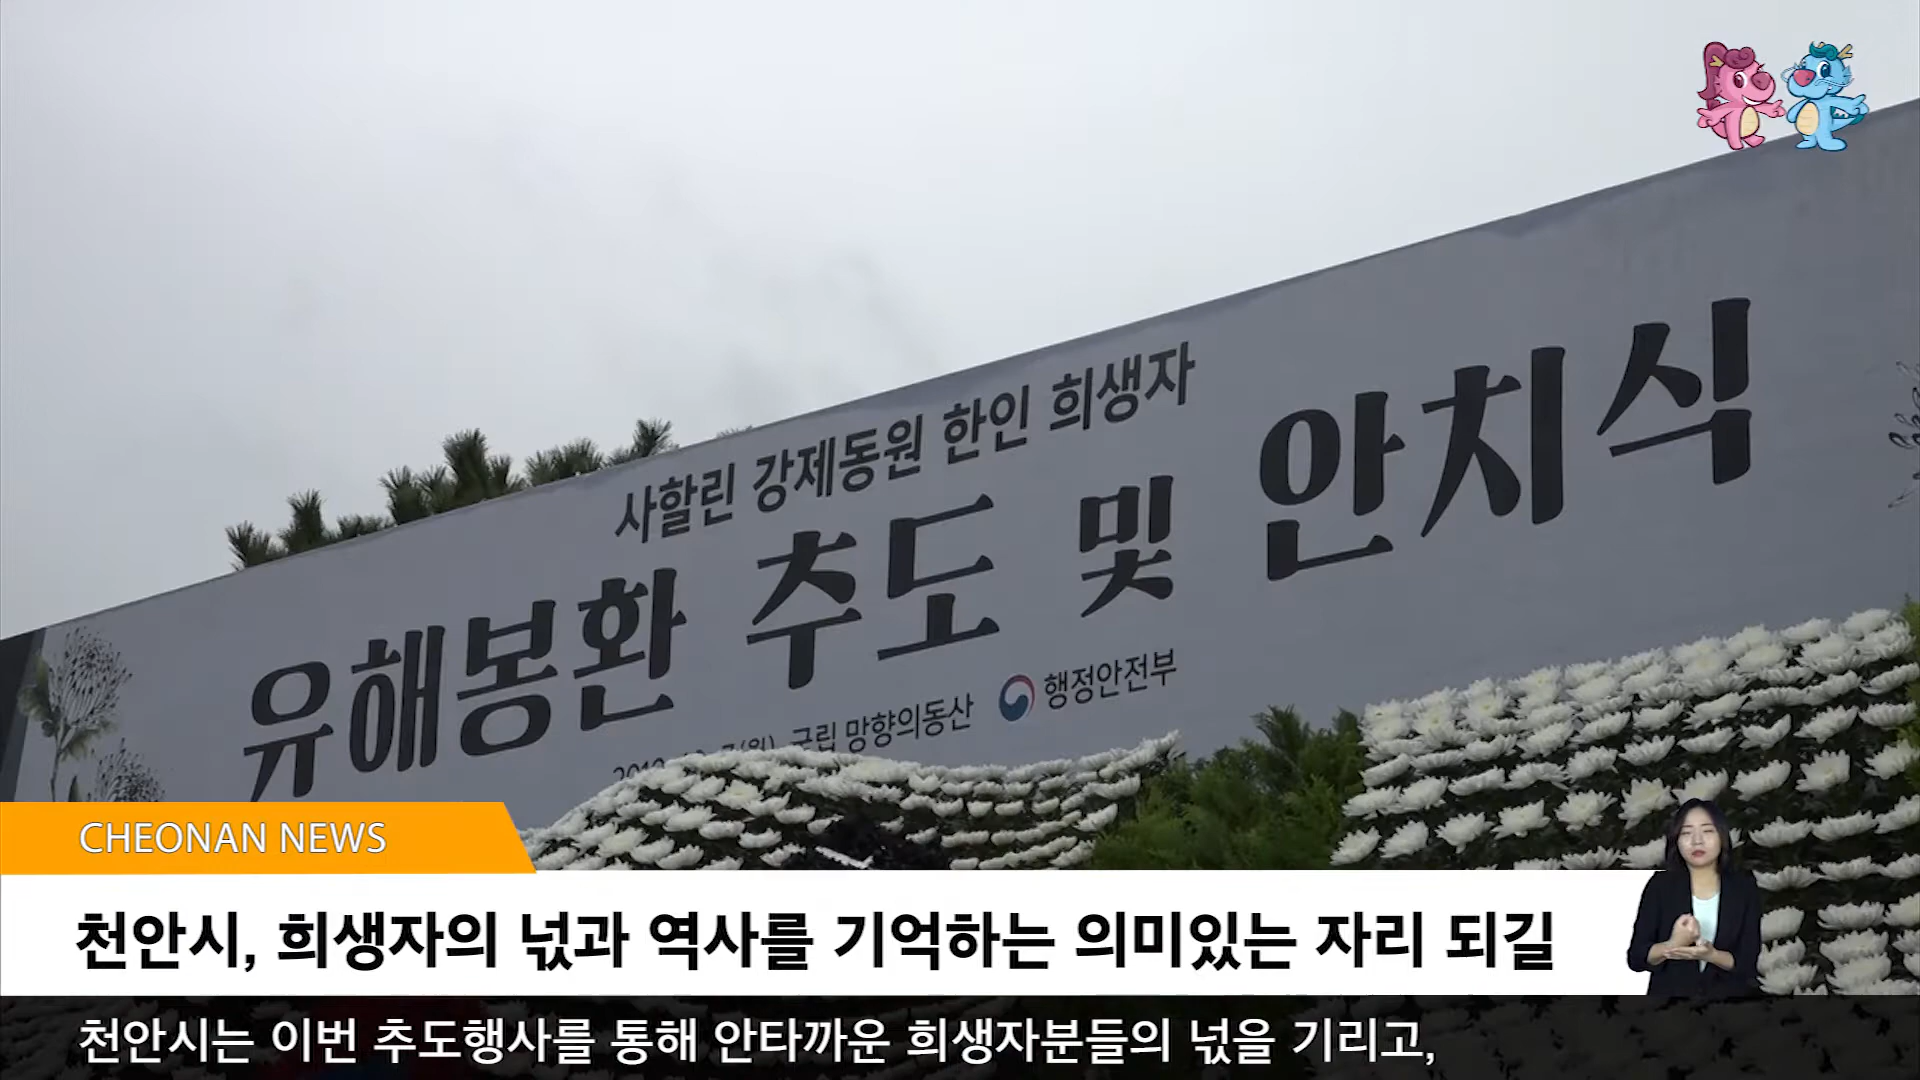 사할린 강제동원 한인 희생자
유해봉환 추도 및 안치식
국립 망향의동산 행정안전부
CHEONAN NEWS
천안시, 희생자의 넋과 역사를 기억하는 의미있는 자리 되길
천안시는 이번 추도행사를 통해 안타까운 희생자분들의 넋을 기리고,